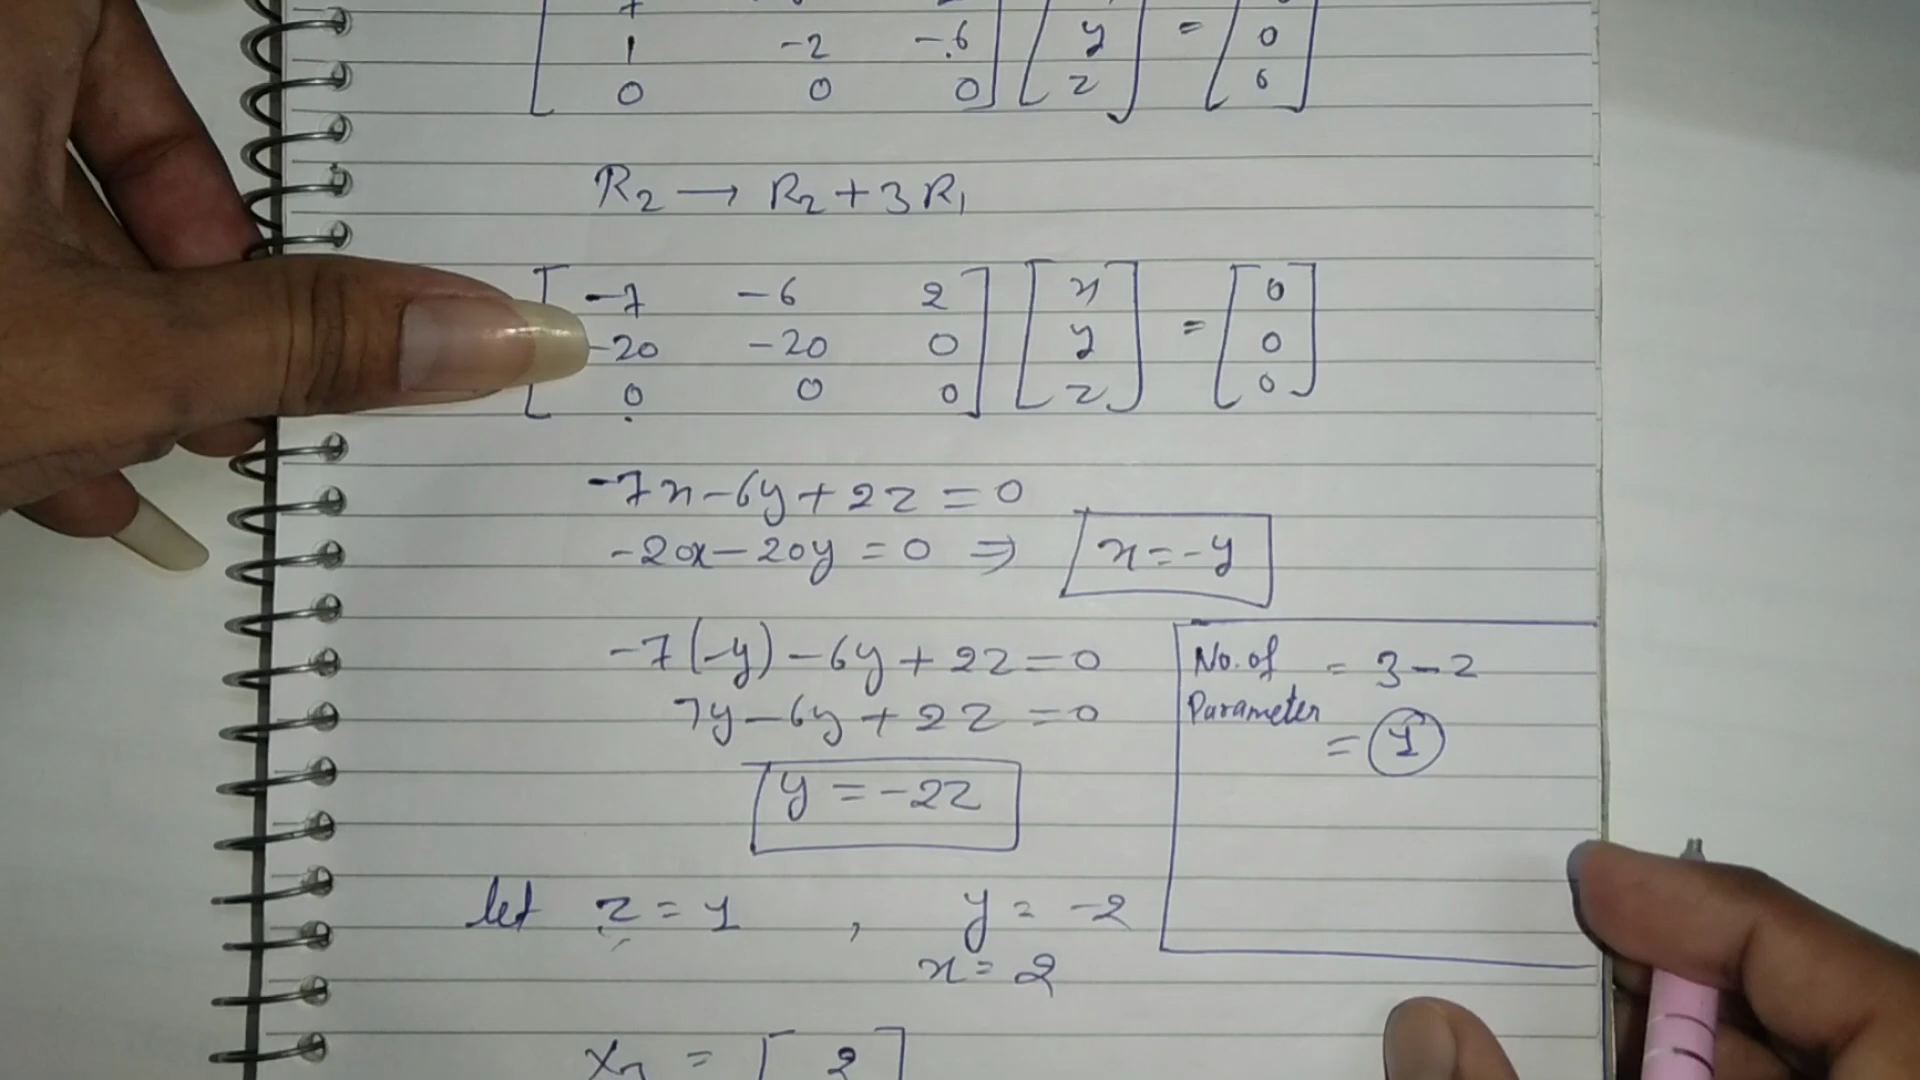 1 -2 -6 y = 0
0 0 0 z 0
R₂ → R₂ + 3R₁
-7 -6 2 x 0
-20 -20 0 y = 0
0 0 0 z 0
-7x - 6y + 2z = 0
-20x - 20y = 0 ⇒ x = -y
-7(-y) - 6y + 2z = 0
7y - 6y + 2z = 0
y = -2z
No. of = 3 - 2
Parameter
= 1
let z = 1 , y = -2
x = 2
= [ 2 ]